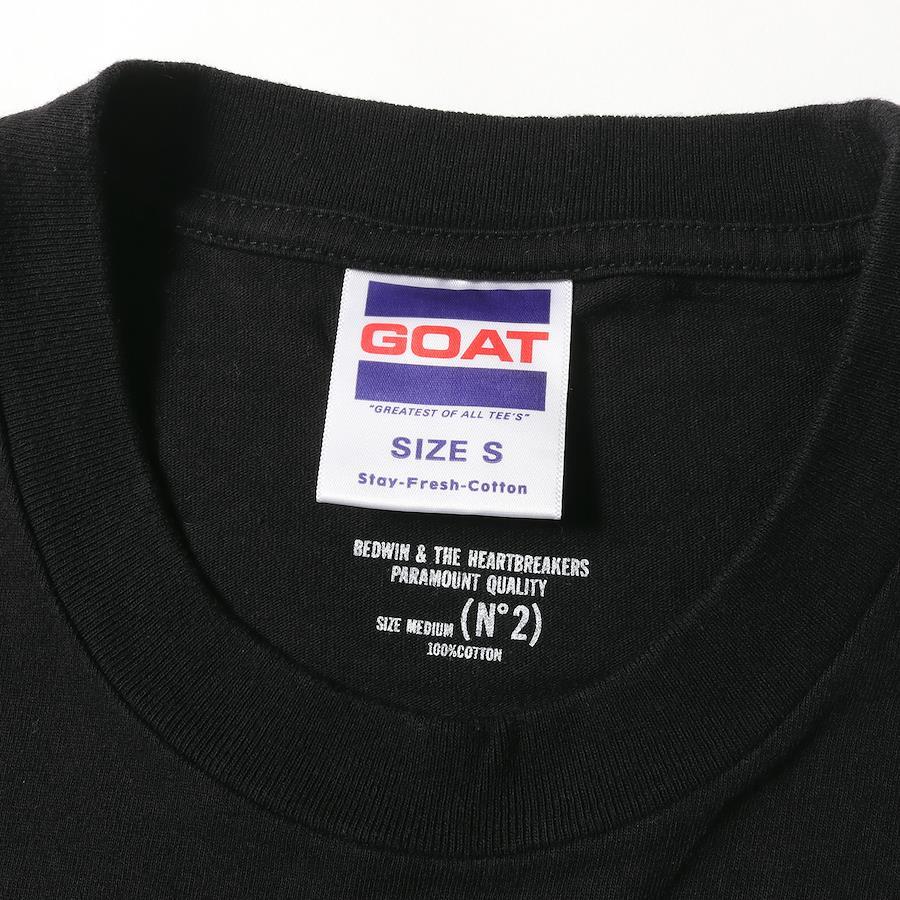 GOAT
"GREATEST OF ALL TEE'S"
SIZE S
Stay-Fresh-Cotton
BEDWIN & THE HEARTBREAKERS
PARAMOUNT QUALITY
SIZE MEDIUM (N°2)
100%COTTON